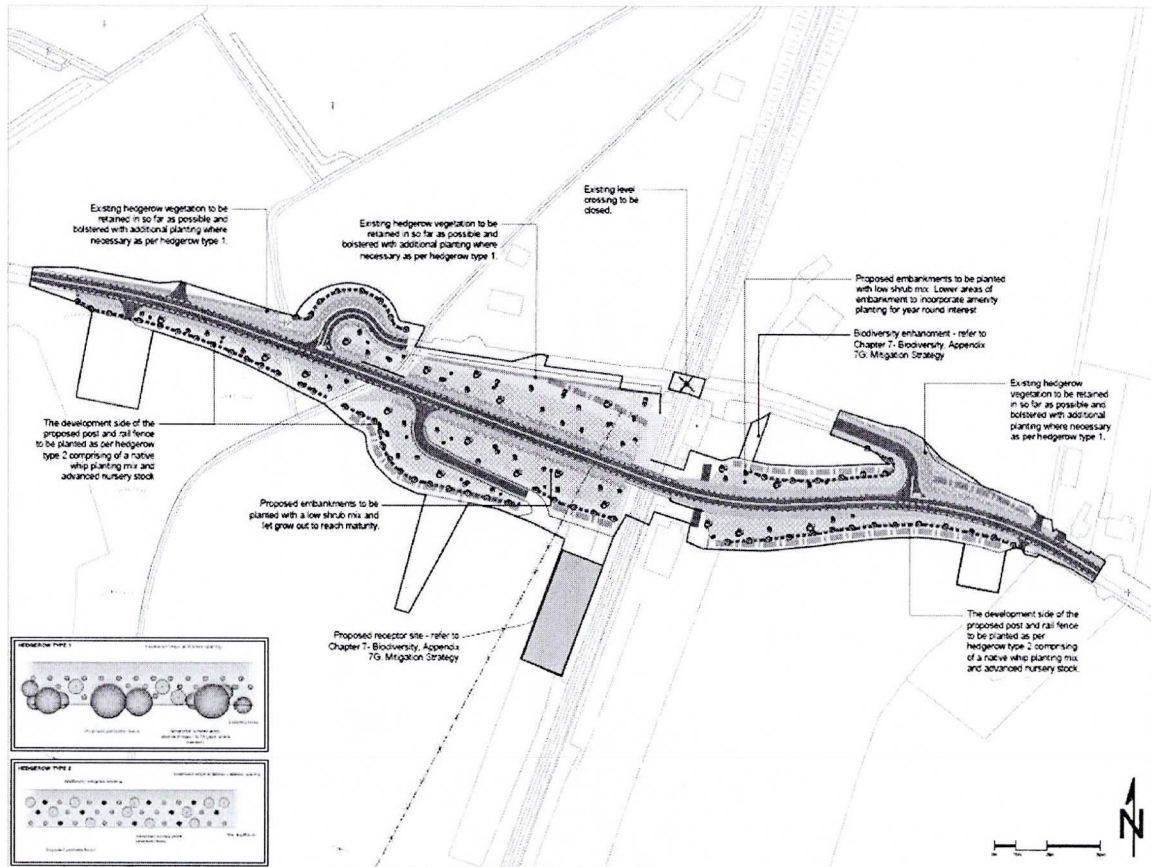 Existing hedgerow vegetation to be
retained in so far as possible and
bolstered with additional planting where
necessary as per hedgerow type 1.
Existing hedgerow vegetation to be
retained in so far as possible and
bolstered with additional planting where
necessary as per hedgerow type 1.
Existing level
crossing to be
closed.
Proposed embankments to be planted
with low shrub mix. Lower areas of
embankment to incorporate amenity
planting for year round interest
Biodiversity enhancment - refer to
Chapter 7- Biodiversity, Appendix
7G: Mitigation Strategy
Existing hedgerow
vegetation to be retained
in so far as possible and
bolstered with additional
planting where necessary
as per hedgerow type 1.
The development side of the
proposed post and rail fence
to be planted as per hedgerow
type 2 comprising of a native
whip planting mix and
advanced nursery stock
Proposed embankments to be
planted with a low shrub mix and
let grow out to reach maturity.
Proposed receptor site - refer to
Chapter 7- Biodiversity, Appendix
7G: Mitigation Strategy
The development side of the
proposed post and rail fence
to be planted as per
hedgerow type 2 comprising
of a native whip planting mix
and advanced nursery stock.
HEDGEROW TYPE 1
HEDGEROW TYPE 2
N